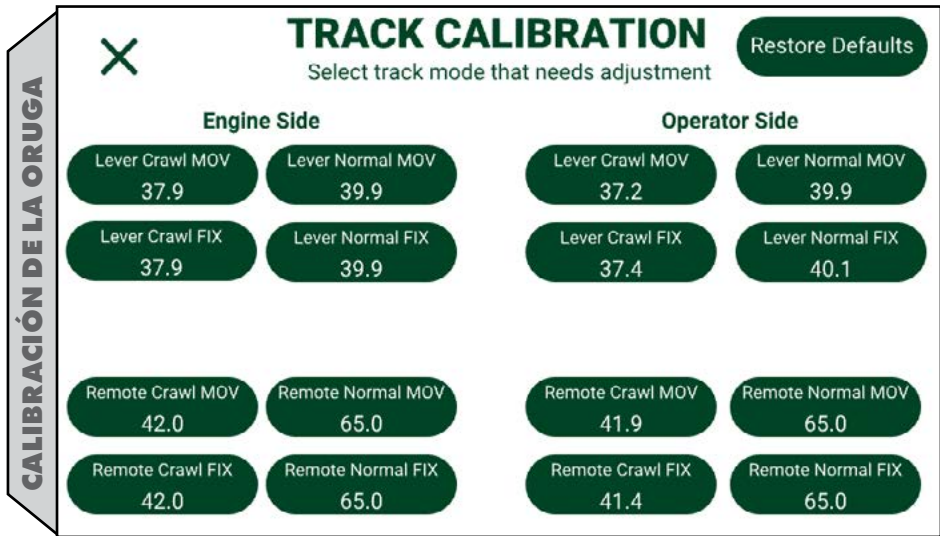 CALIBRACIÓN DE LA ORUGA
TRACK CALIBRATION
Select track mode that needs adjustment
Restore Defaults
Engine Side
Lever Crawl MOV
37.9
Lever Normal MOV
39.9
Lever Crawl FIX
37.9
Lever Normal FIX
39.9
Remote Crawl MOV
42.0
Remote Normal MOV
65.0
Remote Crawl FIX
42.0
Remote Normal FIX
65.0
Operator Side
Lever Crawl MOV
37.2
Lever Normal MOV
39.9
Lever Crawl FIX
37.4
Lever Normal FIX
40.1
Remote Crawl MOV
41.9
Remote Normal MOV
65.0
Remote Crawl FIX
41.4
Remote Normal FIX
65.0